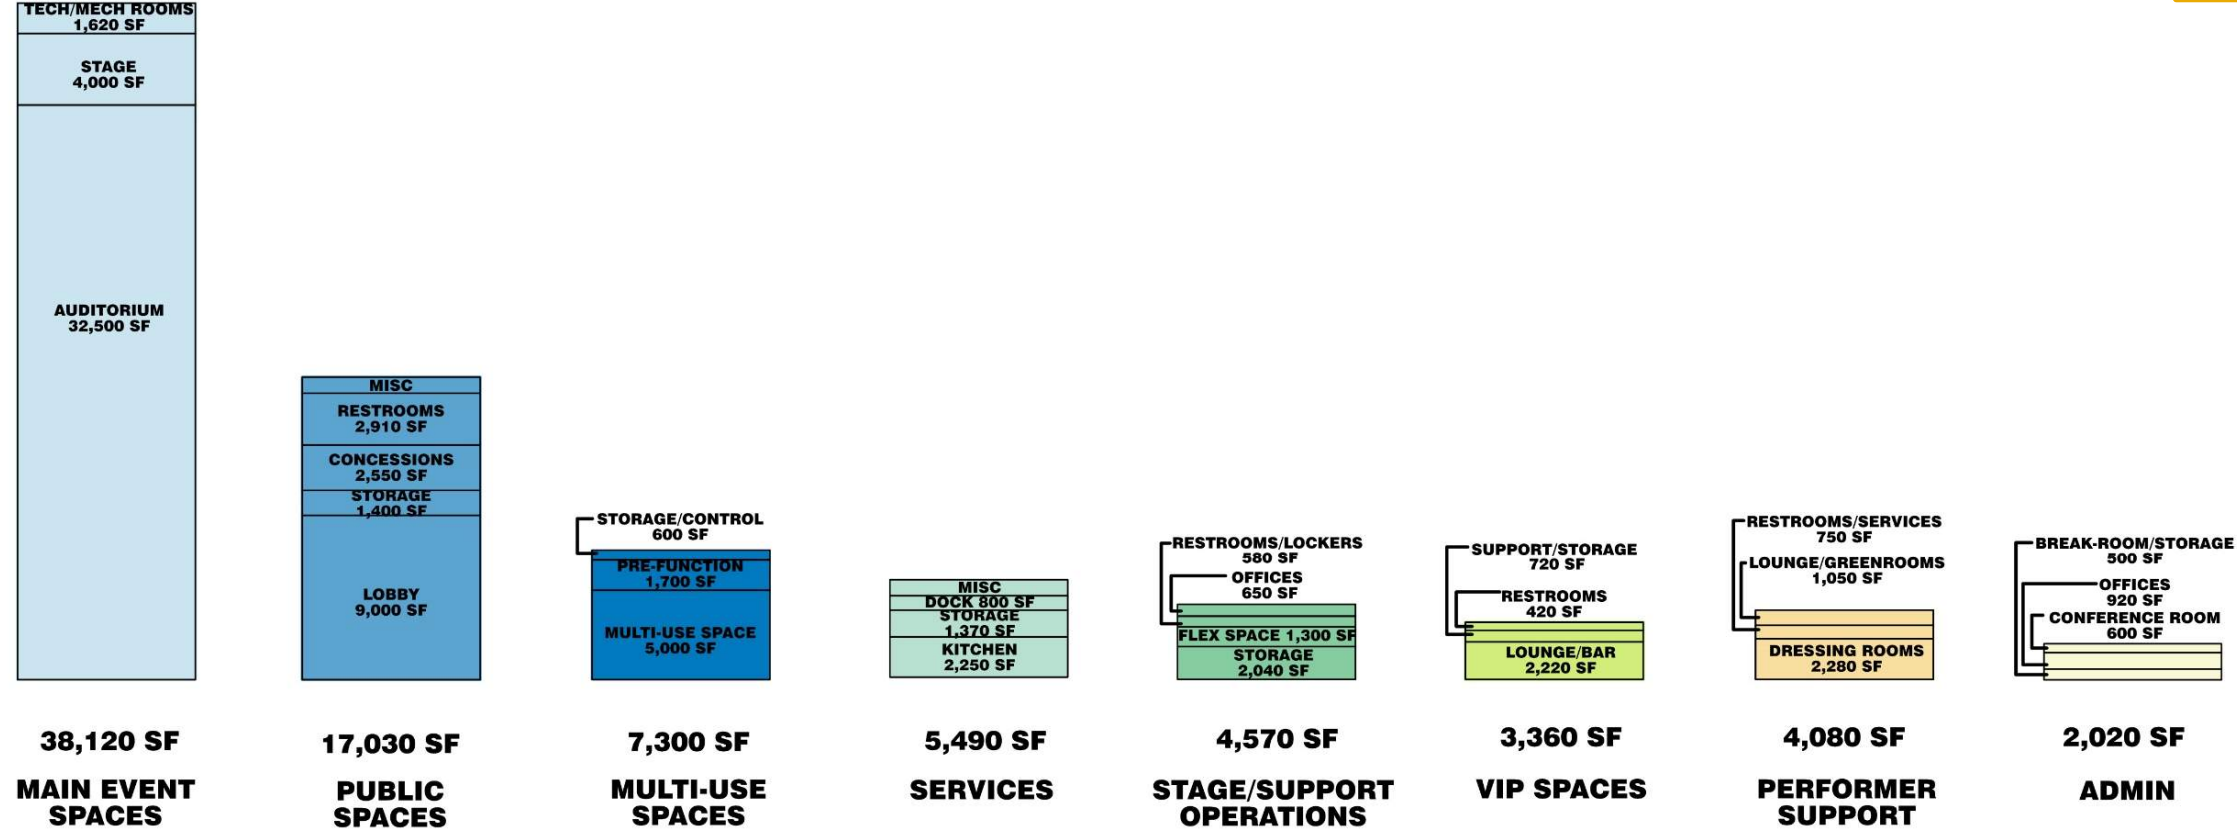 TECH/MECH ROOMS
1,620 SF
STAGE
4,000 SF
AUDITORIUM
32,500 SF
38,120 SF
MAIN EVENT
SPACES
MISC
RESTROOMS
2,910 SF
CONCESSIONS
2,550 SF
STORAGE
1,400 SF
LOBBY
9,000 SF
17,030 SF
PUBLIC
SPACES
STORAGE/CONTROL
600 SF
PRE-FUNCTION
1,700 SF
MULTI-USE SPACE
5,000 SF
7,300 SF
MULTI-USE
SPACES
MISC
DOCK 800 SF
STORAGE
1,370 SF
KITCHEN
2,250 SF
5,490 SF
SERVICES
RESTROOMS/LOCKERS
580 SF
OFFICES
650 SF
FLEX SPACE 1,300 SF
STORAGE
2,040 SF
4,570 SF
STAGE/SUPPORT
OPERATIONS
SUPPORT/STORAGE
720 SF
RESTROOMS
420 SF
LOUNGE/BAR
2,220 SF
3,360 SF
VIP SPACES
RESTROOMS/SERVICES
750 SF
LOUNGE/GREENROOMS
1,050 SF
DRESSING ROOMS
2,280 SF
4,080 SF
PERFORMER
SUPPORT
BREAK-ROOM/STORAGE
500 SF
OFFICES
920 SF
CONFERENCE ROOM
600 SF
2,020 SF
ADMIN